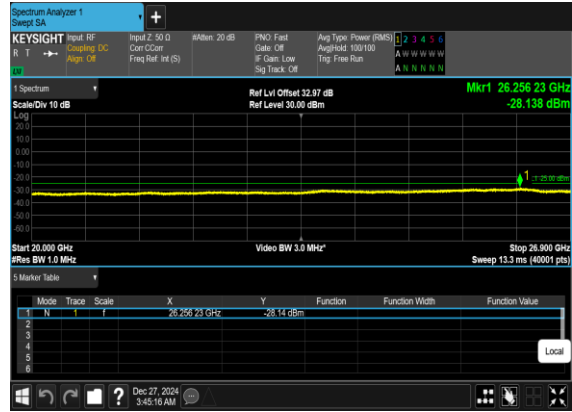 Spectrum Analyzer 1
Swept SA
+
KEYSIGHT Input: RF Input Z: 50 Ω #Atten: 20 dB PNO: Fast Avg Type: Power (RMS) 1 2 3 4 5 6
R T Coupling: DC Corr CCorr Gate: Off Avg|Hold: 100/100 A W W W W W
Align: Off Freq Ref: Int (S) IF Gain: Low Trig: Free Run
Sig Track: Off A N N N N N
1 Spectrum Ref Lvl Offset 32.97 dB Mkr1 26.256 23 GHz
Scale/Div 10 dB Ref Level 30.00 dBm -28.138 dBm
Log
20.0
10.0
0.00
-10.0
-20.0 1
-30.0
-40.0
-50.0
-60.0
Start 20.000 GHz Video BW 3.0 MHz* Stop 26.900 GHz
#Res BW 1.0 MHz Sweep 13.3 ms (40001 pts)
5 Marker Table
Mode Trace Scale X Y Function Function Width Function Value
1 N 1 f 26.256 23 GHz -28.14 dBm
2
3
4
5
6
Local
? Dec 27, 2024
3:45:16 AM